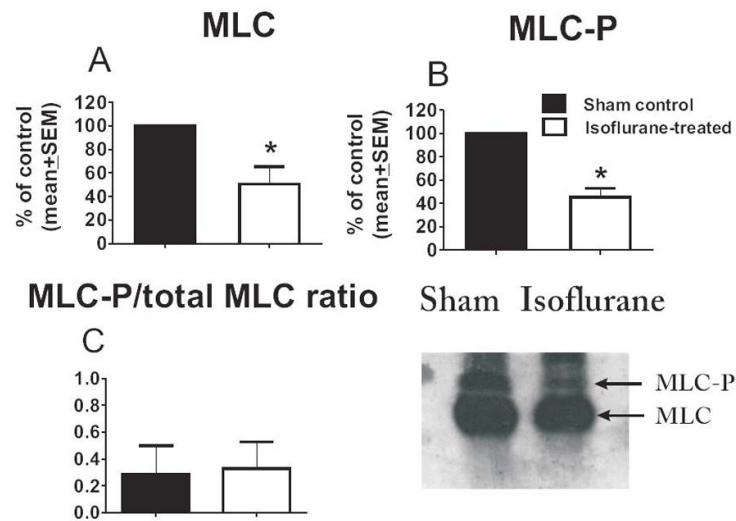 MLC
A
% of control
(mean±SEM)
120
100
80
60
40
20
0
*
MLC-P
B
% of control
(mean±SEM)
120
100
80
60
40
20
0
*
Sham control
Isoflurane-treated
MLC-P/total MLC ratio
C
1.0
0.8
0.6
0.4
0.2
0.0
Sham Isoflurane
MLC-P
MLC